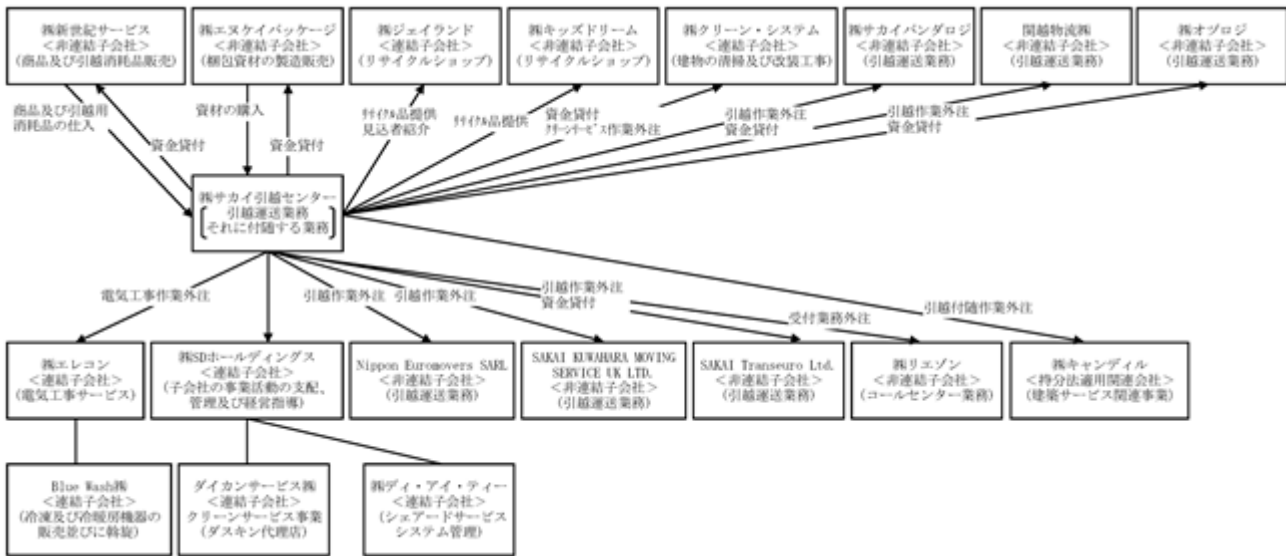 ㈱新世紀サービス
<非連結子会社>
(商品及び引越消耗品販売)
㈱エヌケイパッケージ
<非連結子会社>
(梱包資材の製造販売)
㈱ジェイランド
<連結子会社>
(リサイクルショップ)
㈱キッズドリーム
<非連結子会社>
(リサイクルショップ)
㈱クリーン・システム
<連結子会社>
(建物の清掃及び改装工事)
㈱サカイパンダロジ
<非連結子会社>
(引越運送業務)
関越物流㈱
<非連結子会社>
(引越運送業務)
㈱オヅロジ
<非連結子会社>
(引越運送業務)
商品及び引越用
消耗品の仕入
資金貸付
資材の購入
資金貸付
ﾘｻｲｸﾙ品提供
見込者紹介
ﾘｻｲｸﾙ品提供
資金貸付
ｸﾘｰﾝｻｰﾋﾞｽ作業外注
引越作業外注
資金貸付
引越作業外注
資金貸付
引越作業外注
資金貸付
㈱サカイ引越センター
引越運送業務
それに付随する業務
電気工事作業外注
引越作業外注
引越作業外注
引越作業外注
資金貸付
受付業務外注
引越付随作業外注
㈱エレコン
<連結子会社>
(電気工事サービス)
㈱SDホールディングス
<連結子会社>
(子会社の事業活動の支配、
管理及び経営指導)
Nippon Euromovers SARL
<非連結子会社>
(引越運送業務)
SAKAI KUWAHARA MOVING
SERVICE UK LTD.
<非連結子会社>
(引越運送業務)
SAKAI Transeuro Ltd.
<非連結子会社>
(引越運送業務)
㈱リエゾン
<非連結子会社>
(コールセンター業務)
㈱キャンディル
<持分法適用関連会社>
(建築サービス関連事業)
Blue Wash㈱
<連結子会社>
(冷凍及び冷暖房機器の
販売並びに斡旋)
ダイカンサービス㈱
<連結子会社>
クリーンサービス事業
(ダスキン代理店)
㈱ディ・アイ・ティー
<連結子会社>
(シェアードサービス
システム管理)